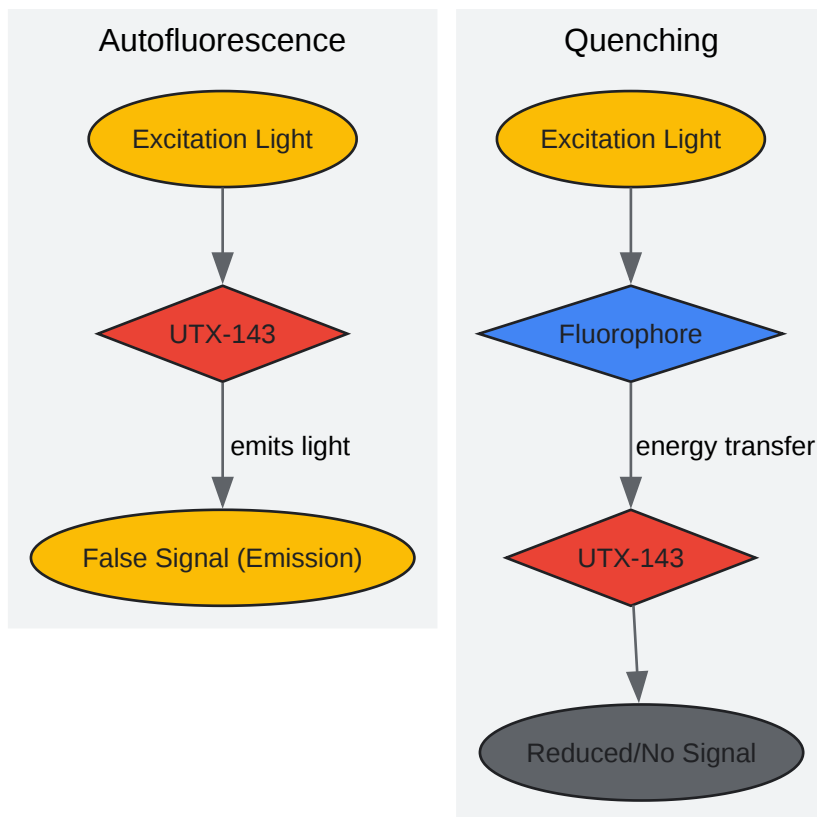 Autofluorescence
Excitation Light
UTX-143
emits light
False Signal (Emission)
Quenching
Excitation Light
Fluorophore
energy transfer
UTX-143
Reduced/No Signal